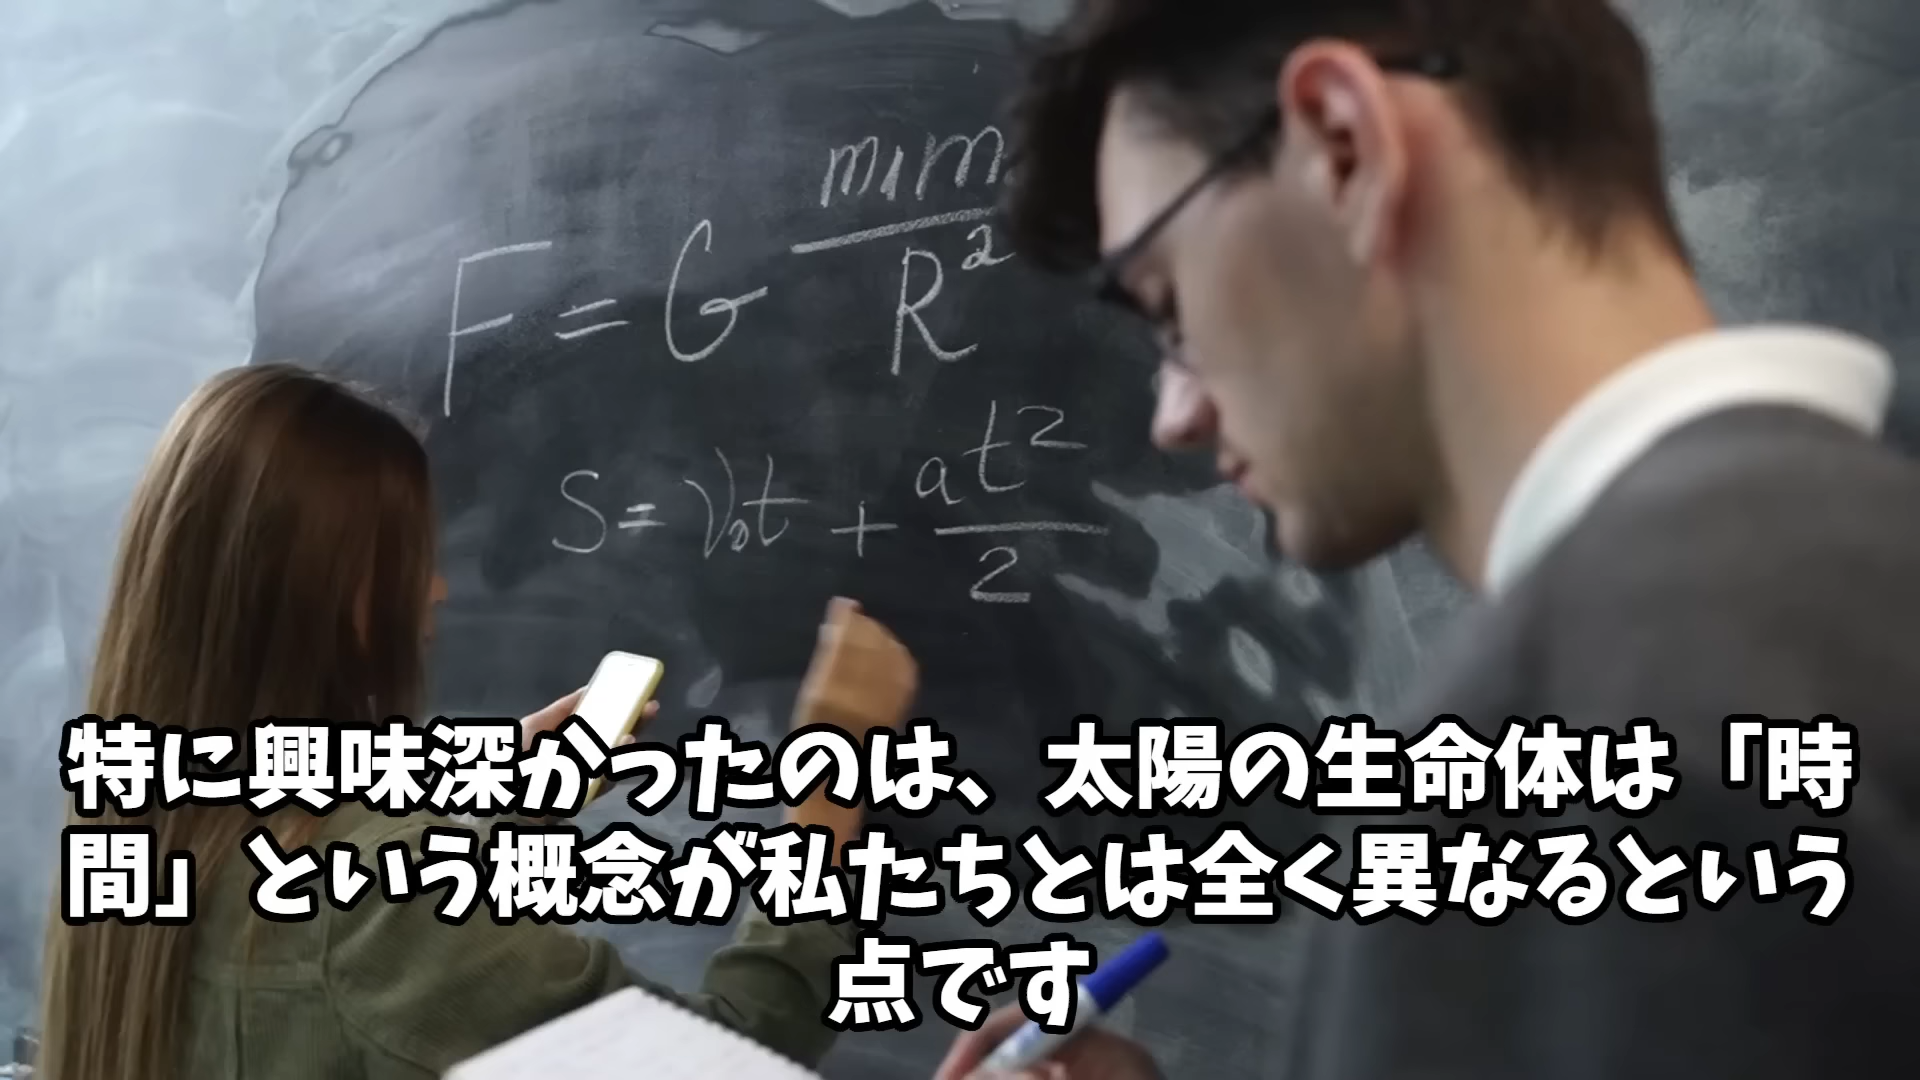 F = G m₁m / R²
S = V₀t + at² / 2
特に興味深かったのは、太陽の生命体は「時
間」という概念が私たちとは全く異なるという
点です